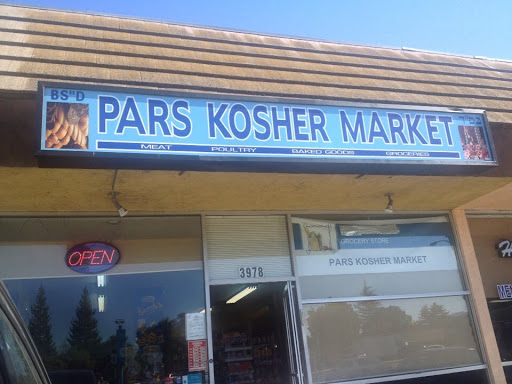 BS"D
PARS KOSHER MARKET
MEAT POULTRY BAKED GOODS GROCERIES
OPEN
3978
GROCERY STORE
PARS KOSHER MARKET